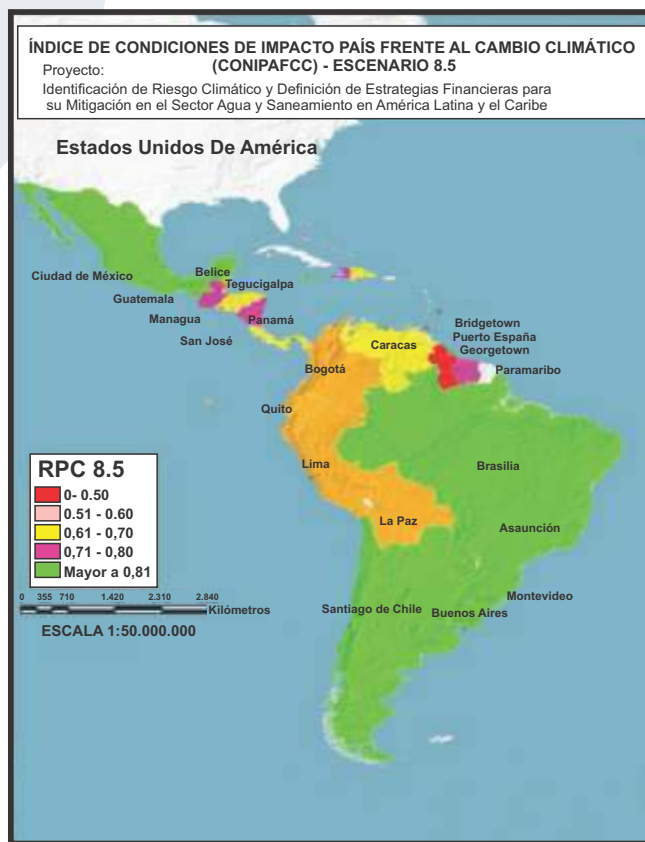 ÍNDICE DE CONDICIONES DE IMPACTO PAÍS FRENTE AL CAMBIO CLIMÁTICO
(CONIPAFCC) - ESCENARIO 8.5
Proyecto:
Identificación de Riesgo Climático y Definición de Estrategias Financieras para
su Mitigación en el Sector Agua y Saneamiento en América Latina y el Caribe
Estados Unidos De América
Ciudad de México
Belice
Tegucigalpa
Guatemala
Managua
Panamá
San José
Caracas
Bridgetown
Puerto España
Georgetown
Paramaribo
Bogotá
Quito
Lima
Brasilia
La Paz
Asaunción
Montevideo
Santiago de Chile
Buenos Aires
RPC 8.5
0- 0.50
0.51 - 0.60
0,61 - 0,70
0,71 - 0,80
Mayor a 0,81
0 355 710 1.420 2.310 2.840
Kilómetros
ESCALA 1:50.000.000